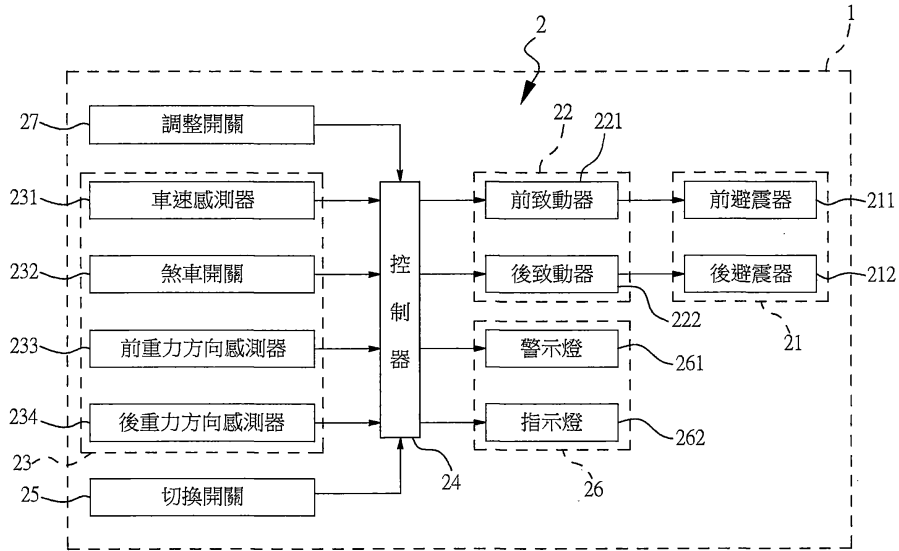 1
2
27
調整開關
22
221
231
車速感測器
前致動器
前避震器
211
232
煞車開關
控制器
後致動器
後避震器
212
222
21
233
前重力方向感測器
警示燈
261
234
後重力方向感測器
指示燈
262
23
24
26
25
切換開關